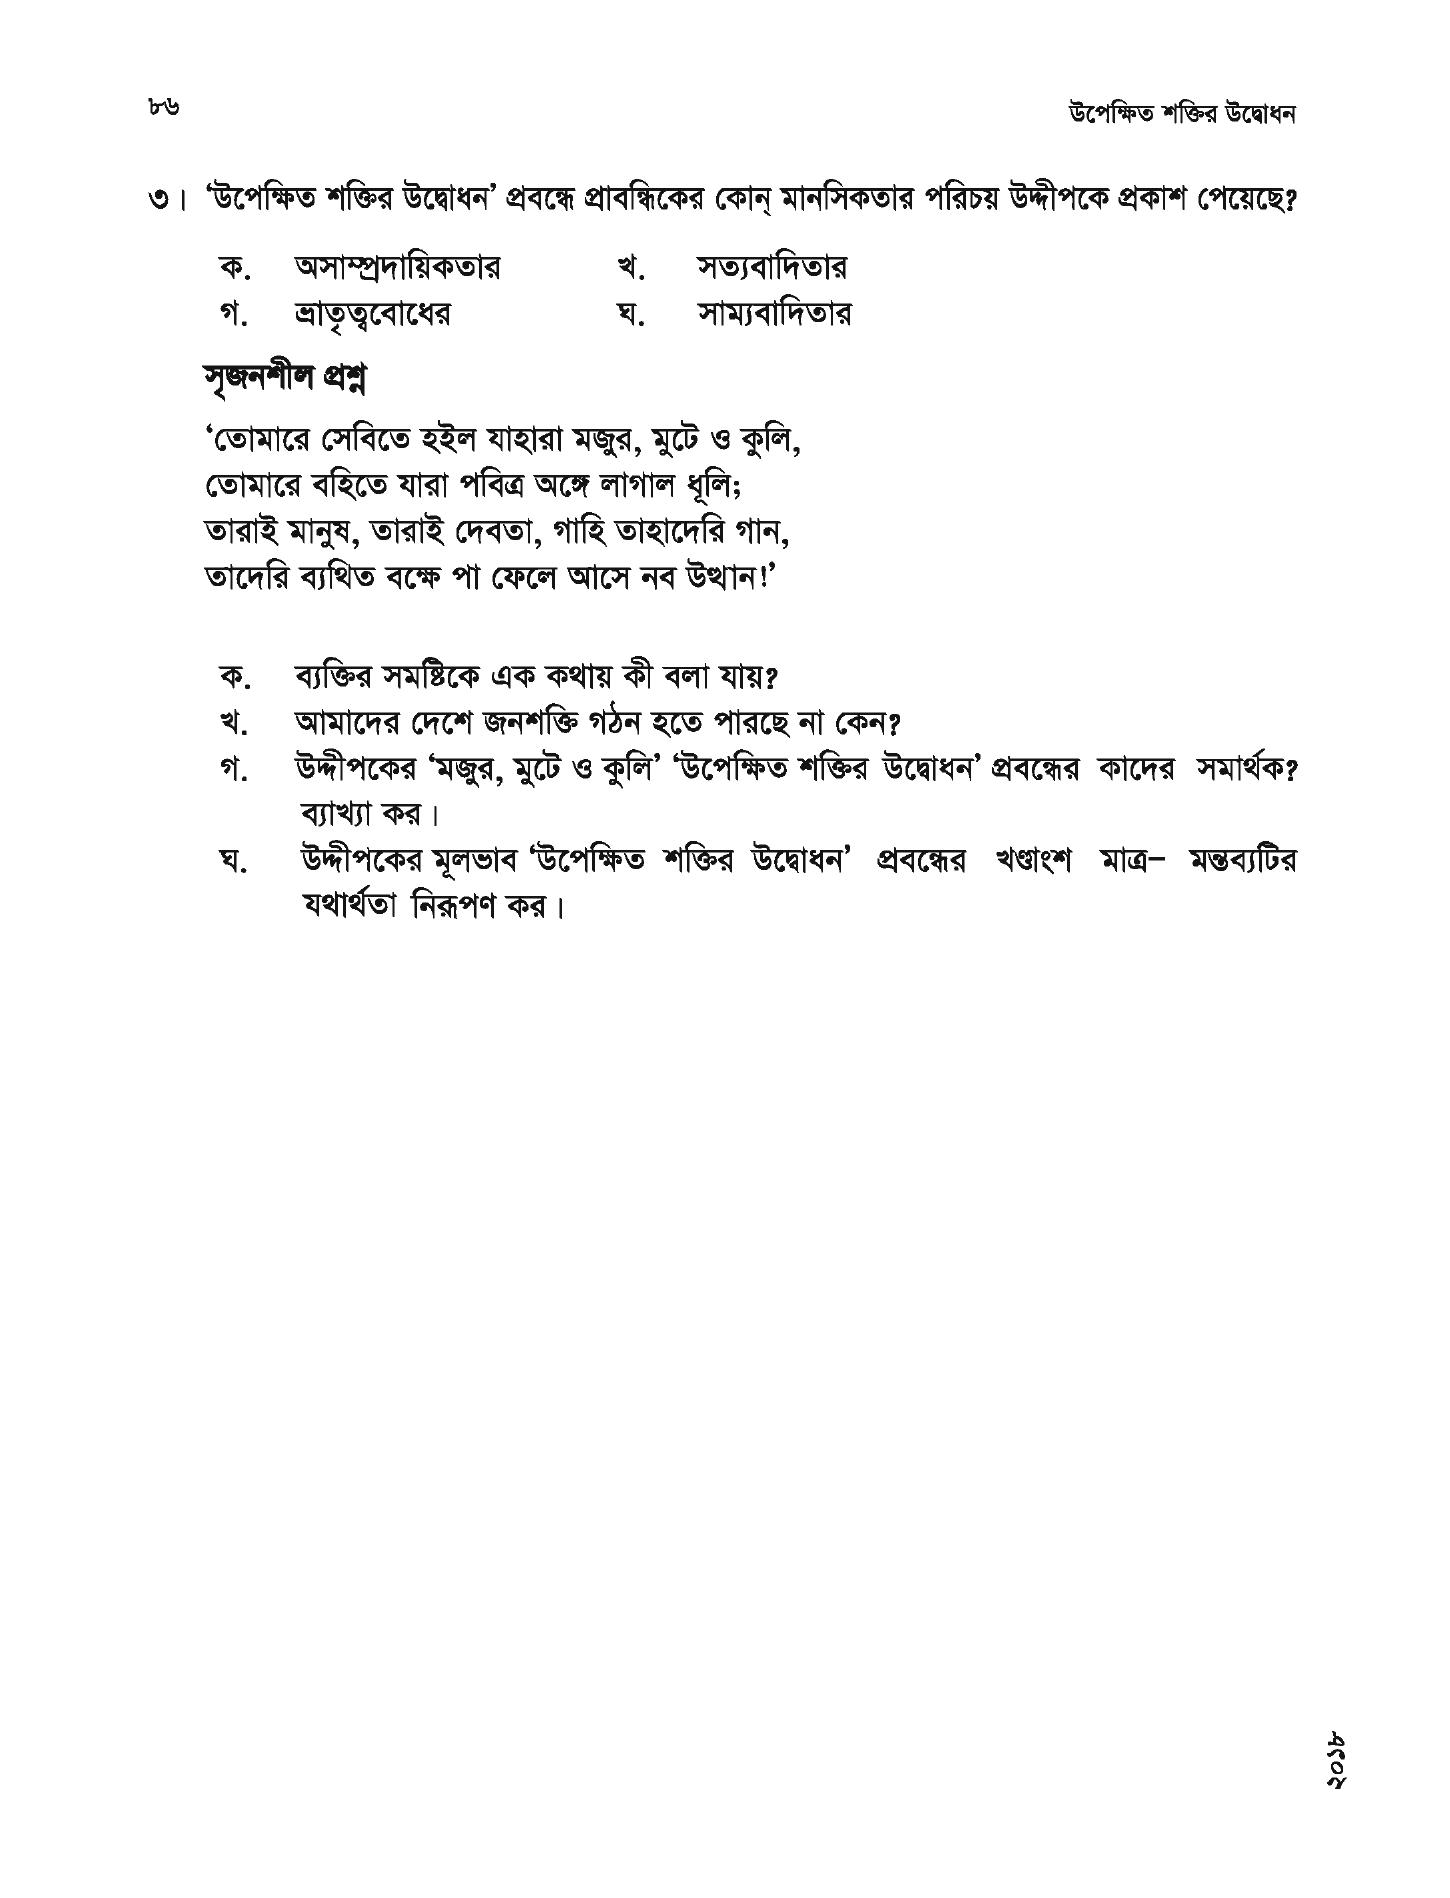 ৮৬
উপেক্ষিত শক্তির উদ্বোধন
৩। ‘উপেক্ষিত শক্তির উদ্বোধন’ প্রবন্ধে প্রাবন্ধিকের কোন্ মানসিকতার পরিচয় উদ্দীপকে প্রকাশ পেয়েছে?
ক. অসাম্প্রদায়িকতার খ. সত্যবাদিতার
গ. ভ্রাতৃত্ববোধের ঘ. সাম্যবাদিতার
সৃজনশীল প্রশ্ন
‘তোমারে সেবিতে হইল যাহারা মজুর, মুটে ও কুলি,
তোমারে বহিতে যারা পবিত্র অঙ্গে লাগাল ধূলি;
তারাই মানুষ, তারাই দেবতা, গাহি তাহাদেরি গান,
তাদেরি ব্যথিত বক্ষে পা ফেলে আসে নব উত্থান!’
ক. ব্যক্তির সমষ্টিকে এক কথায় কী বলা যায়?
খ. আমাদের দেশে জনশক্তি গঠন হতে পারছে না কেন?
গ. উদ্দীপকের ‘মজুর, মুটে ও কুলি’ ‘উপেক্ষিত শক্তির উদ্বোধন’ প্রবন্ধের কাদের সমার্থক?
ব্যাখ্যা কর।
ঘ. উদ্দীপকের মূলভাব ‘উপেক্ষিত শক্তির উদ্বোধন’ প্রবন্ধের খণ্ডাংশ মাত্র– মন্তব্যটির
যথার্থতা নিরূপণ কর।
২০১৮